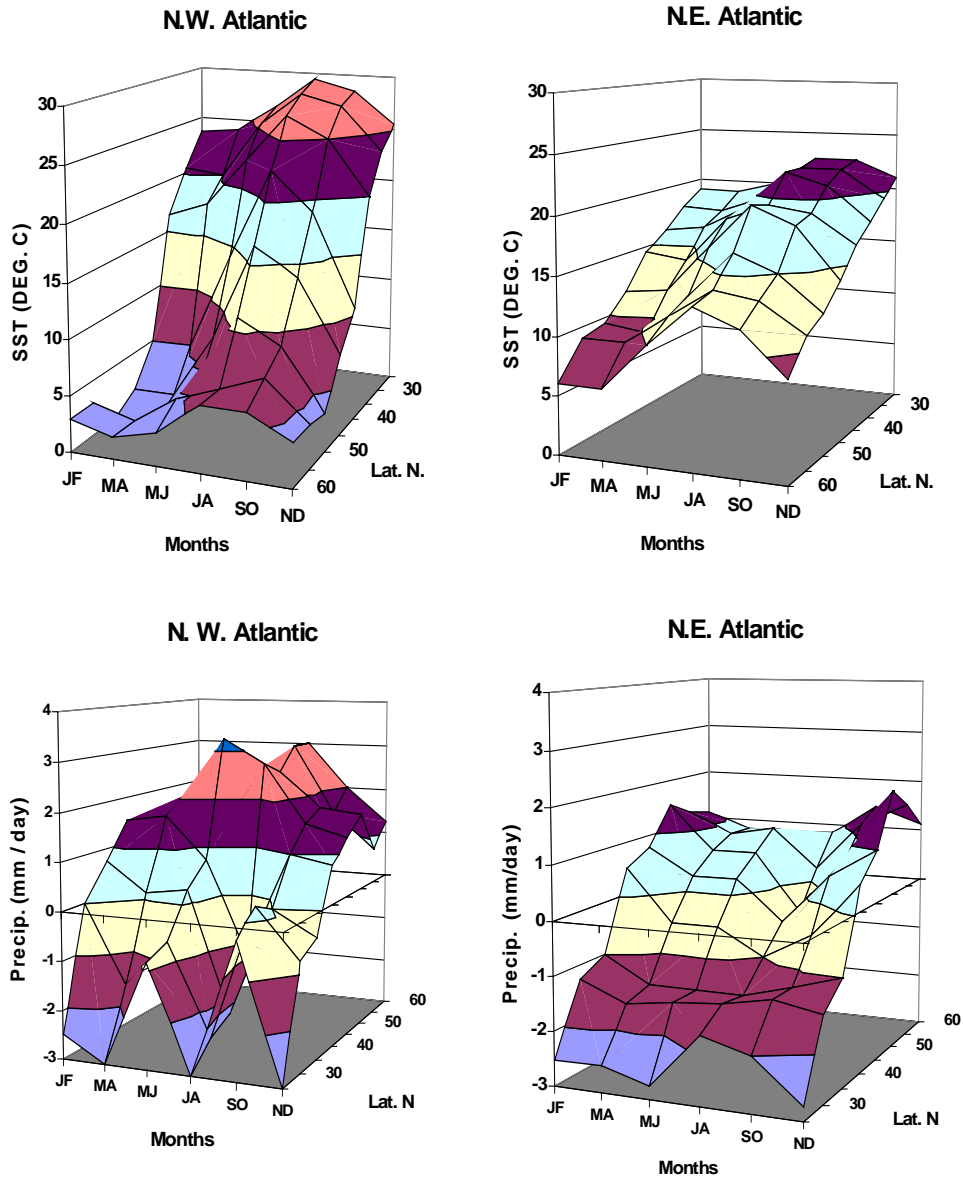 N.W. Atlantic
30
25
20
15
10
5
0
SST (DEG. C)
JF
MA
MJ
JA
SO
ND
Months
30
40
50
60
Lat. N.
N.E. Atlantic
30
25
20
15
10
5
0
SST (DEG. C)
JF
MA
MJ
JA
SO
ND
Months
30
40
50
60
Lat. N.
N. W. Atlantic
4
3
2
1
0
-1
-2
-3
Precip. (mm / day)
JF
MA
MJ
JA
SO
ND
Months
60
50
40
30
Lat. N
N.E. Atlantic
4
3
2
1
0
-1
-2
-3
Precip. (mm/day)
JF
MA
MJ
JA
SO
ND
Months
60
50
40
30
Lat. N